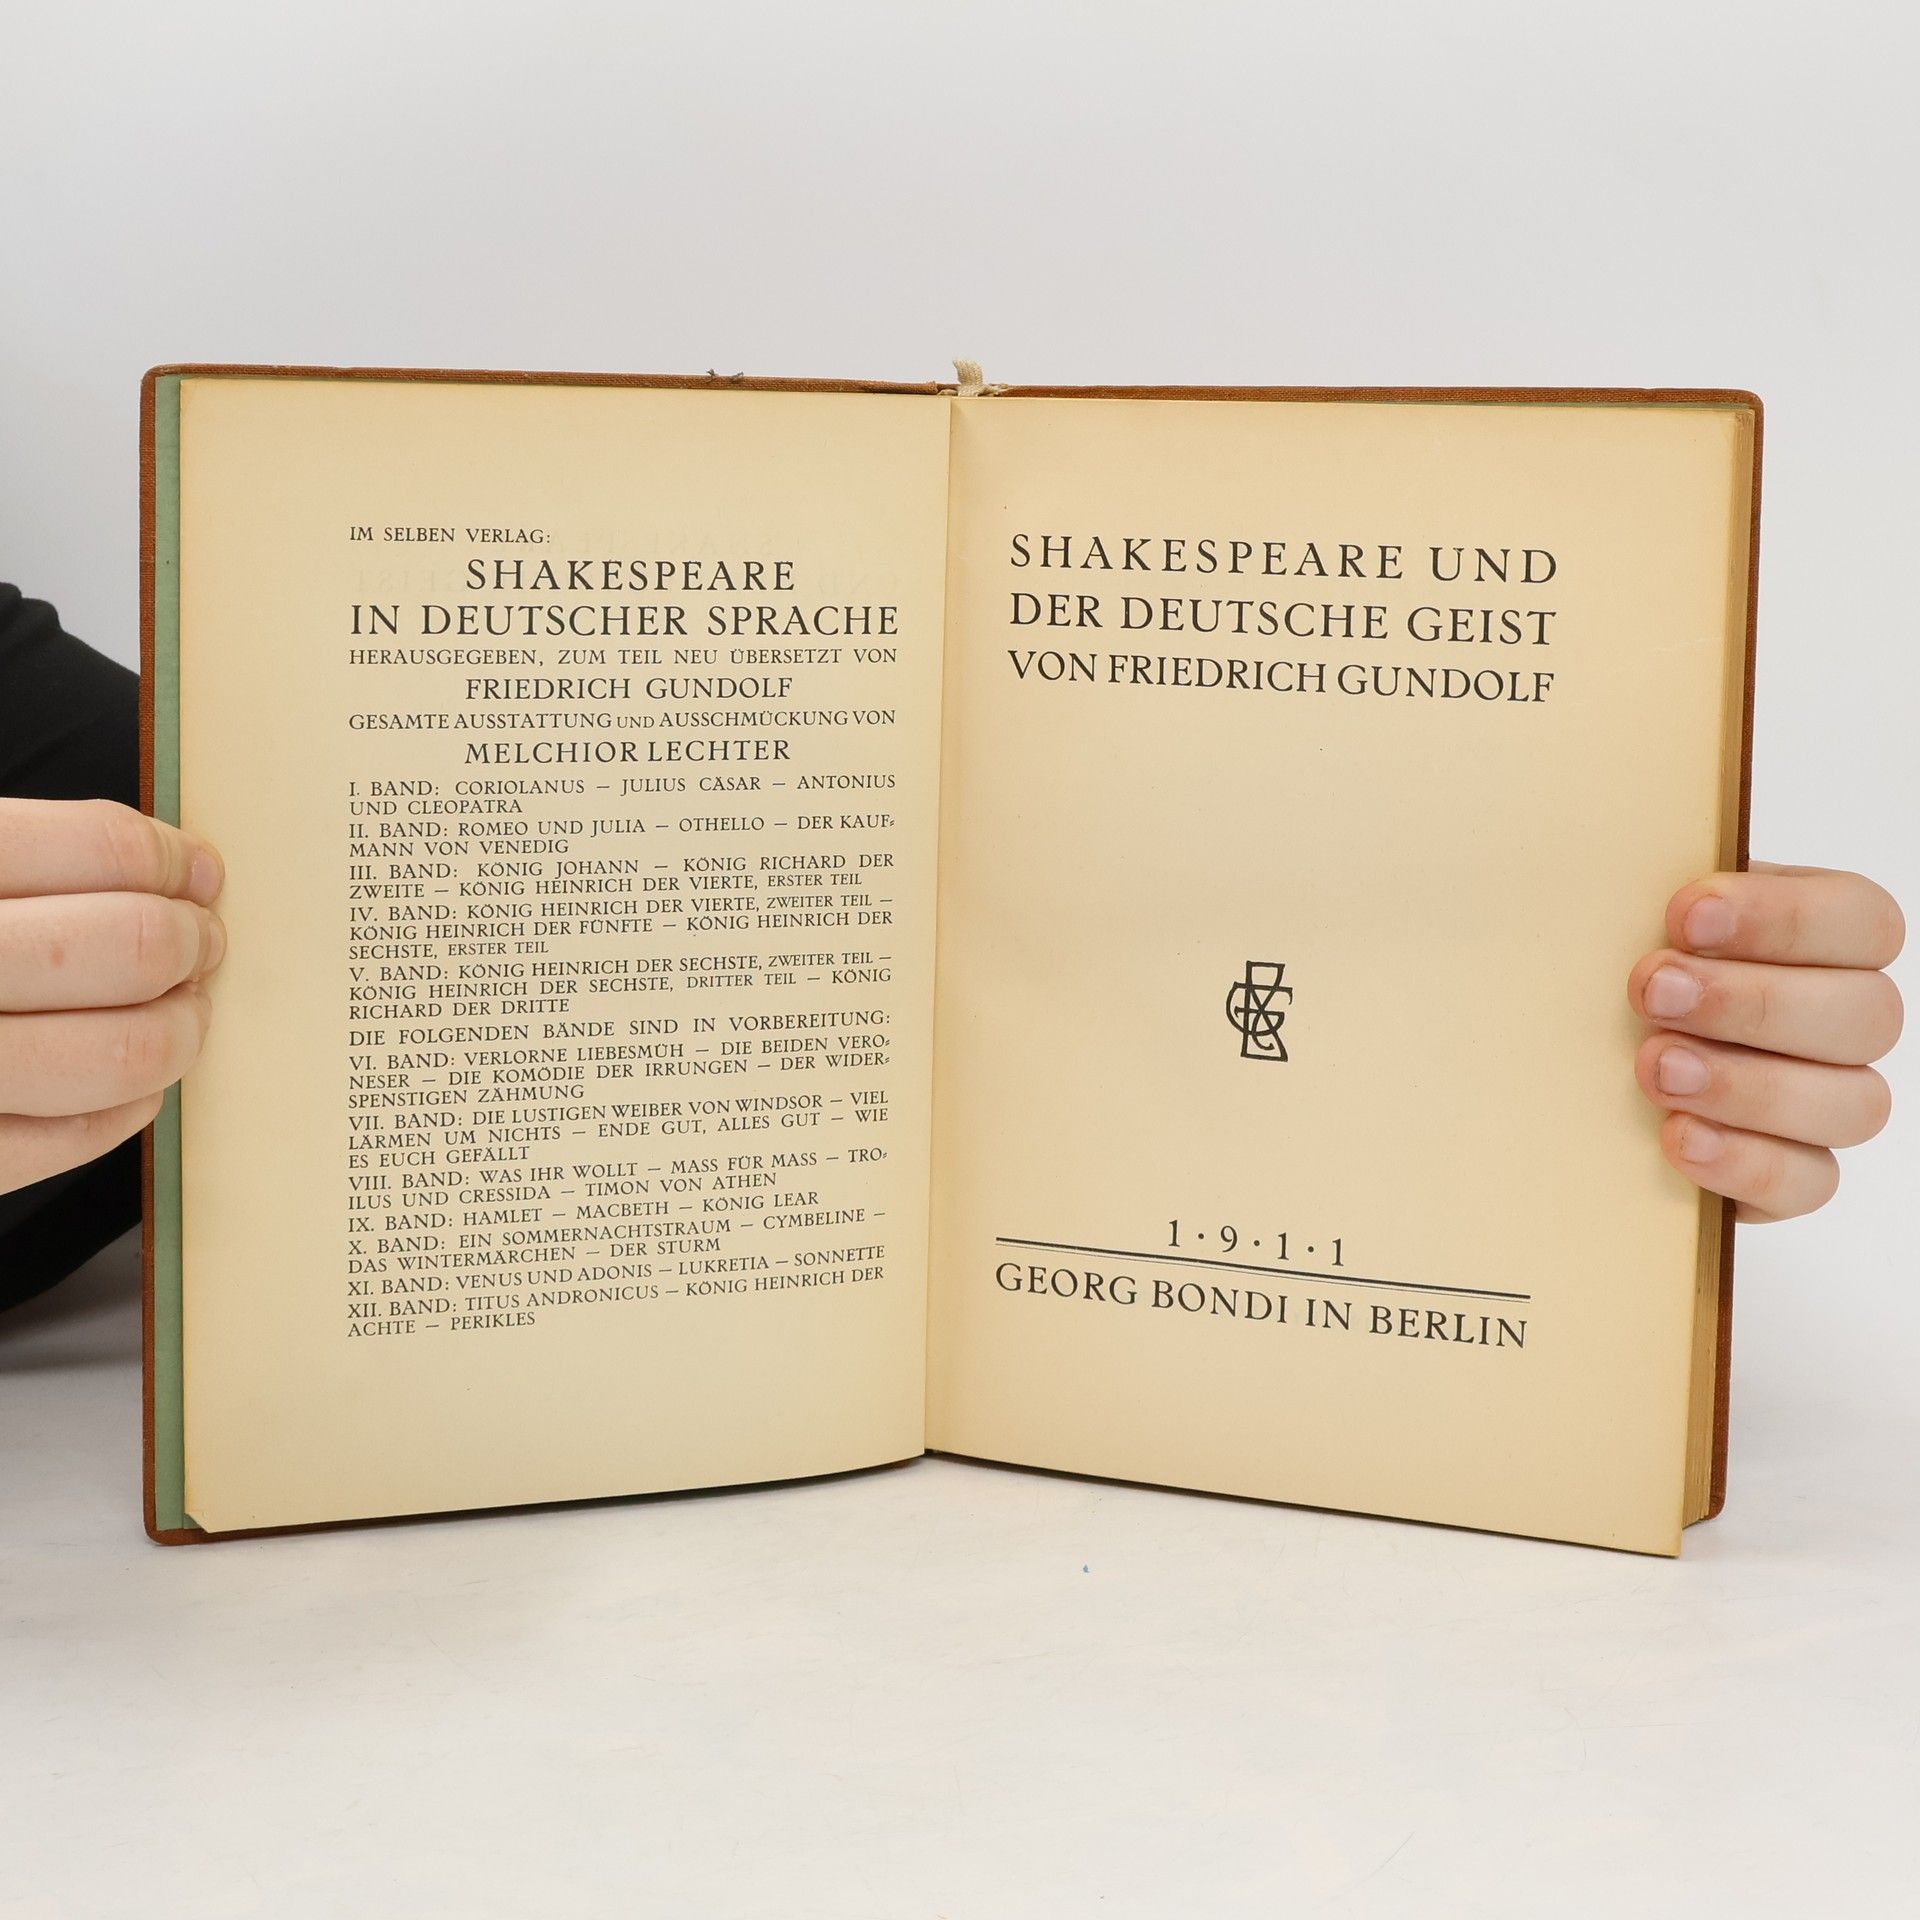 IM SELBEN VERLAG:
SHAKESPEARE
IN DEUTSCHER SPRACHE
HERAUSGEGEBEN, ZUM TEIL NEU ÜBERSETZT VON
FRIEDRICH GUNDOLF
GESAMTE AUSSTATTUNG UND AUSSCHMÜCKUNG VON
MELCHIOR LECHTER
I. BAND: CORIOLANUS — JULIUS CÄSAR — ANTONIUS
UND CLEOPATRA
II. BAND: ROMEO UND JULIA — OTHELLO — DER KAUF⸗
MANN VON VENEDIG
III. BAND: KÖNIG JOHANN — KÖNIG RICHARD DER
ZWEITE — KÖNIG HEINRICH DER VIERTE, ERSTER TEIL
IV. BAND: KÖNIG HEINRICH DER VIERTE, ZWEITER TEIL —
KÖNIG HEINRICH DER FÜNFTE — KÖNIG HEINRICH DER
SECHSTE, ERSTER TEIL
V. BAND: KÖNIG HEINRICH DER SECHSTE, ZWEITER TEIL —
KÖNIG HEINRICH DER SECHSTE, DRITTER TEIL — KÖNIG
RICHARD DER DRITTE
DIE FOLGENDEN BÄNDE SIND IN VORBEREITUNG:
VI. BAND: VERLORNE LIEBESMÜH — DIE BEIDEN VERO⸗
NESER — DIE KOMÖDIE DER IRRUNGEN — DER WIDER⸗
SPENSTIGEN ZÄHMUNG
VII. BAND: DIE LUSTIGEN WEIBER VON WINDSOR — VIEL
LÄRMEN UM NICHTS — ENDE GUT, ALLES GUT — WIE
ES EUCH GEFÄLLT
VIII. BAND: WAS IHR WOLLT — MASS FÜR MASS — TRO⸗
ILUS UND CRESSIDA — TIMON VON ATHEN
IX. BAND: HAMLET — MACBETH — KÖNIG LEAR
X. BAND: EIN SOMMERNACHTSTRAUM — CYMBELINE —
DAS WINTERMÄRCHEN — DER STURM
XI. BAND: VENUS UND ADONIS — LUKRETIA — SONNETTE
XII. BAND: TITUS ANDRONICUS — KÖNIG HEINRICH DER
ACHTE — PERIKLES
SHAKESPEARE UND
DER DEUTSCHE GEIST
VON FRIEDRICH GUNDOLF
1 · 9 · 1 · 1
GEORG BONDI IN BERLIN